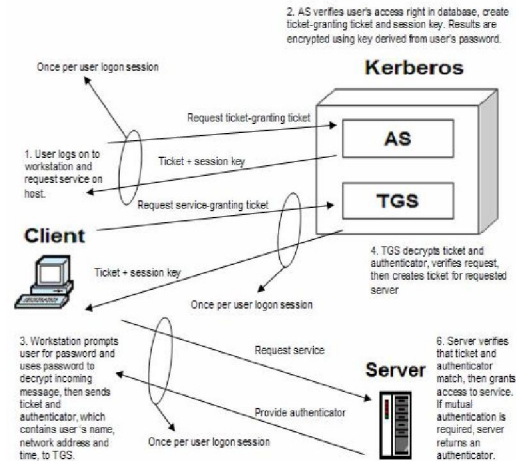 2. AS verifies user's access right in database, create
ticket-granting ticket and session key. Results are
encrypted using key derived from user's password.
Once per user logon session
Kerberos
Request ticket-granting ticket
AS
1. User logs on to
workstation and
request service on
host.
Ticket + session key
Request service-granting ticket
TGS
Client
4. TGS decrypts ticket and
authenticator, verifies request,
then creates ticket for requested
server
Ticket + session key
Once per user logon session
3. Workstation prompts
user for password and
uses password to
decrypt incoming
message, then sends
ticket and
authenticator, which
contains user's name,
network address and
time, to TGS.
Request service
Server
6. Server verifies
that ticket and
authenticator
match, then grants
access to service.
If mutual
authentication is
required, server
returns an
authenticator.
Provide authenticator
Once per user logon session